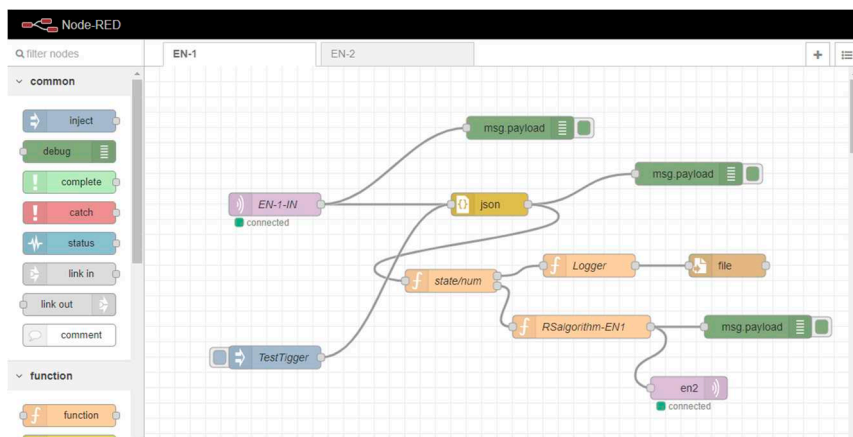 Node-RED
filter nodes
EN-1
EN-2
common
inject
debug
complete
catch
status
link in
link out
comment
function
function
msg.payload
msg.payload
EN-1-IN
connected
json
state/num
Logger
file
RSalgorithm-EN1
msg.payload
TestTigger
en2
connected